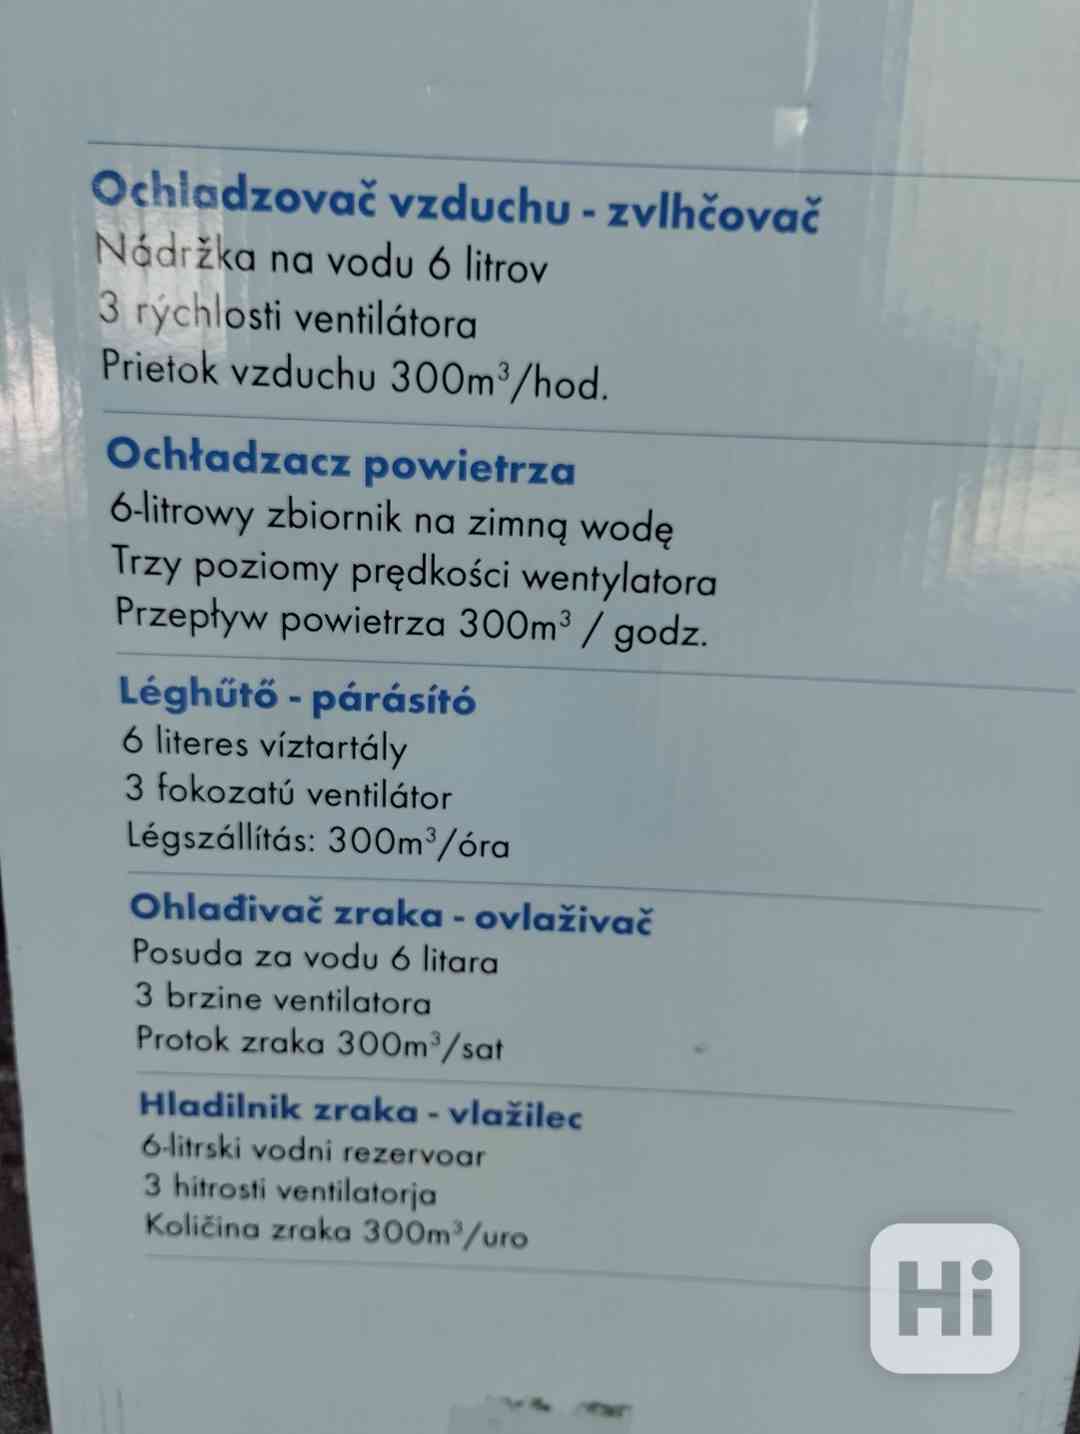 Ochladzovač vzduchu - zvlhčovač
Nádržka na vodu 6 litrov
3 rýchlosti ventilátora
Prietok vzduchu 300m³/hod.
Ochładzacz powietrza
6-litrowy zbiornik na zimną wodę
Trzy poziomy prędkości wentylatora
Przepływ powietrza 300m³ / godz.
Léghűtő - párásító
6 literes víztartály
3 fokozatú ventilátor
Légszállítás: 300m³/óra
Ohlađivač zraka - ovlaživač
Posuda za vodu 6 litara
3 brzine ventilatora
Protok zraka 300m³/sat
Hladilnik zraka - vlažilec
6-litrski vodni rezervoar
3 hitrosti ventilatorja
Količina zraka 300m³/uro
Hi